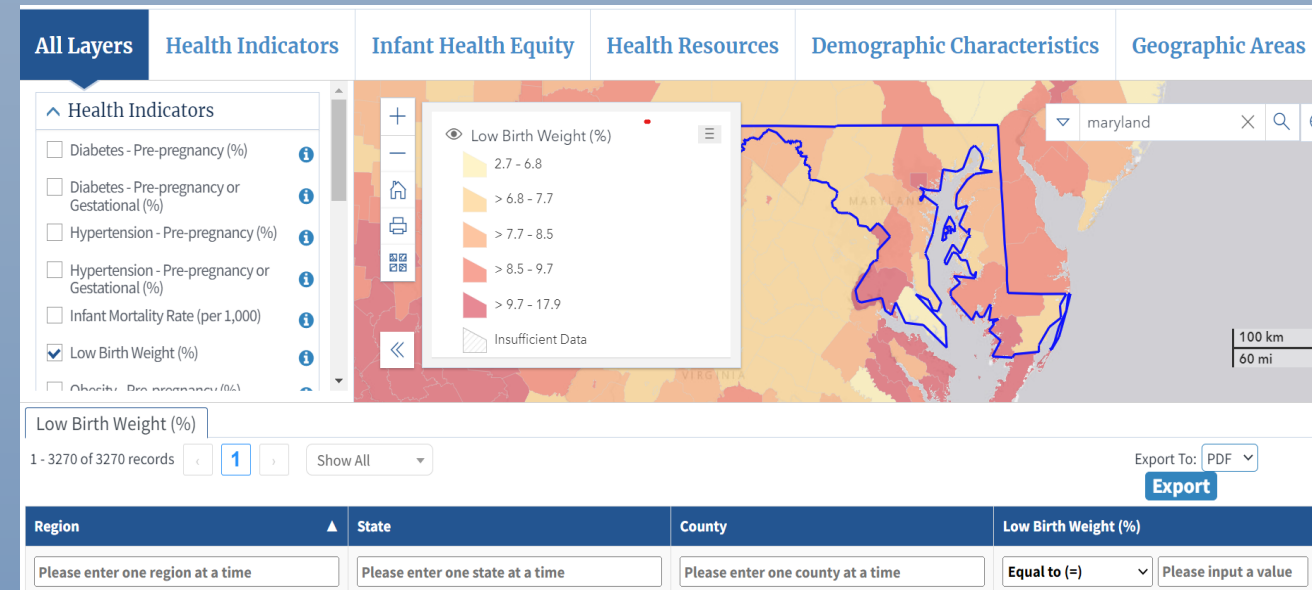 All Layers
Health Indicators
Infant Health Equity
Health Resources
Demographic Characteristics
Geographic Areas
Health Indicators
Diabetes - Pre-pregnancy (%)
Diabetes - Pre-pregnancy or
Gestational (%)
Hypertension - Pre-pregnancy (%)
Hypertension - Pre-pregnancy or
Gestational (%)
Infant Mortality Rate (per 1,000)
Low Birth Weight (%)
Obesity - Pre-pregnancy (%)
Low Birth Weight (%)
2.7 - 6.8
> 6.8 - 7.7
> 7.7 - 8.5
> 8.5 - 9.7
> 9.7 - 17.9
Insufficient Data
maryland
MARYLAND
VIRGINIA
100 km
60 mi
Low Birth Weight (%)
1 - 3270 of 3270 records
1
Show All
Export To: PDF
Export
Region
State
County
Low Birth Weight (%)
Please enter one region at a time
Please enter one state at a time
Please enter one county at a time
Equal to (=)
Please input a value